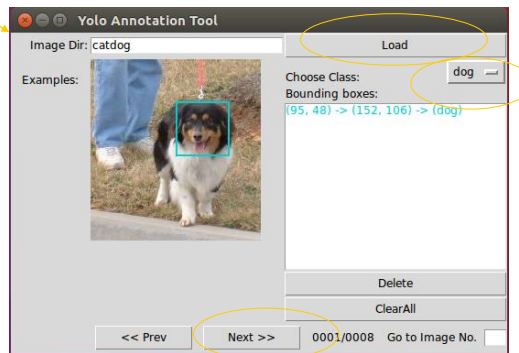 Yolo Annotation Tool
Image Dir: catdog
Load
Examples:
Choose Class:
dog
Bounding boxes:
(95, 48) -> (152, 106) -> (dog)
Delete
ClearAll
<< Prev
Next >>
0001/0008
Go to Image No.